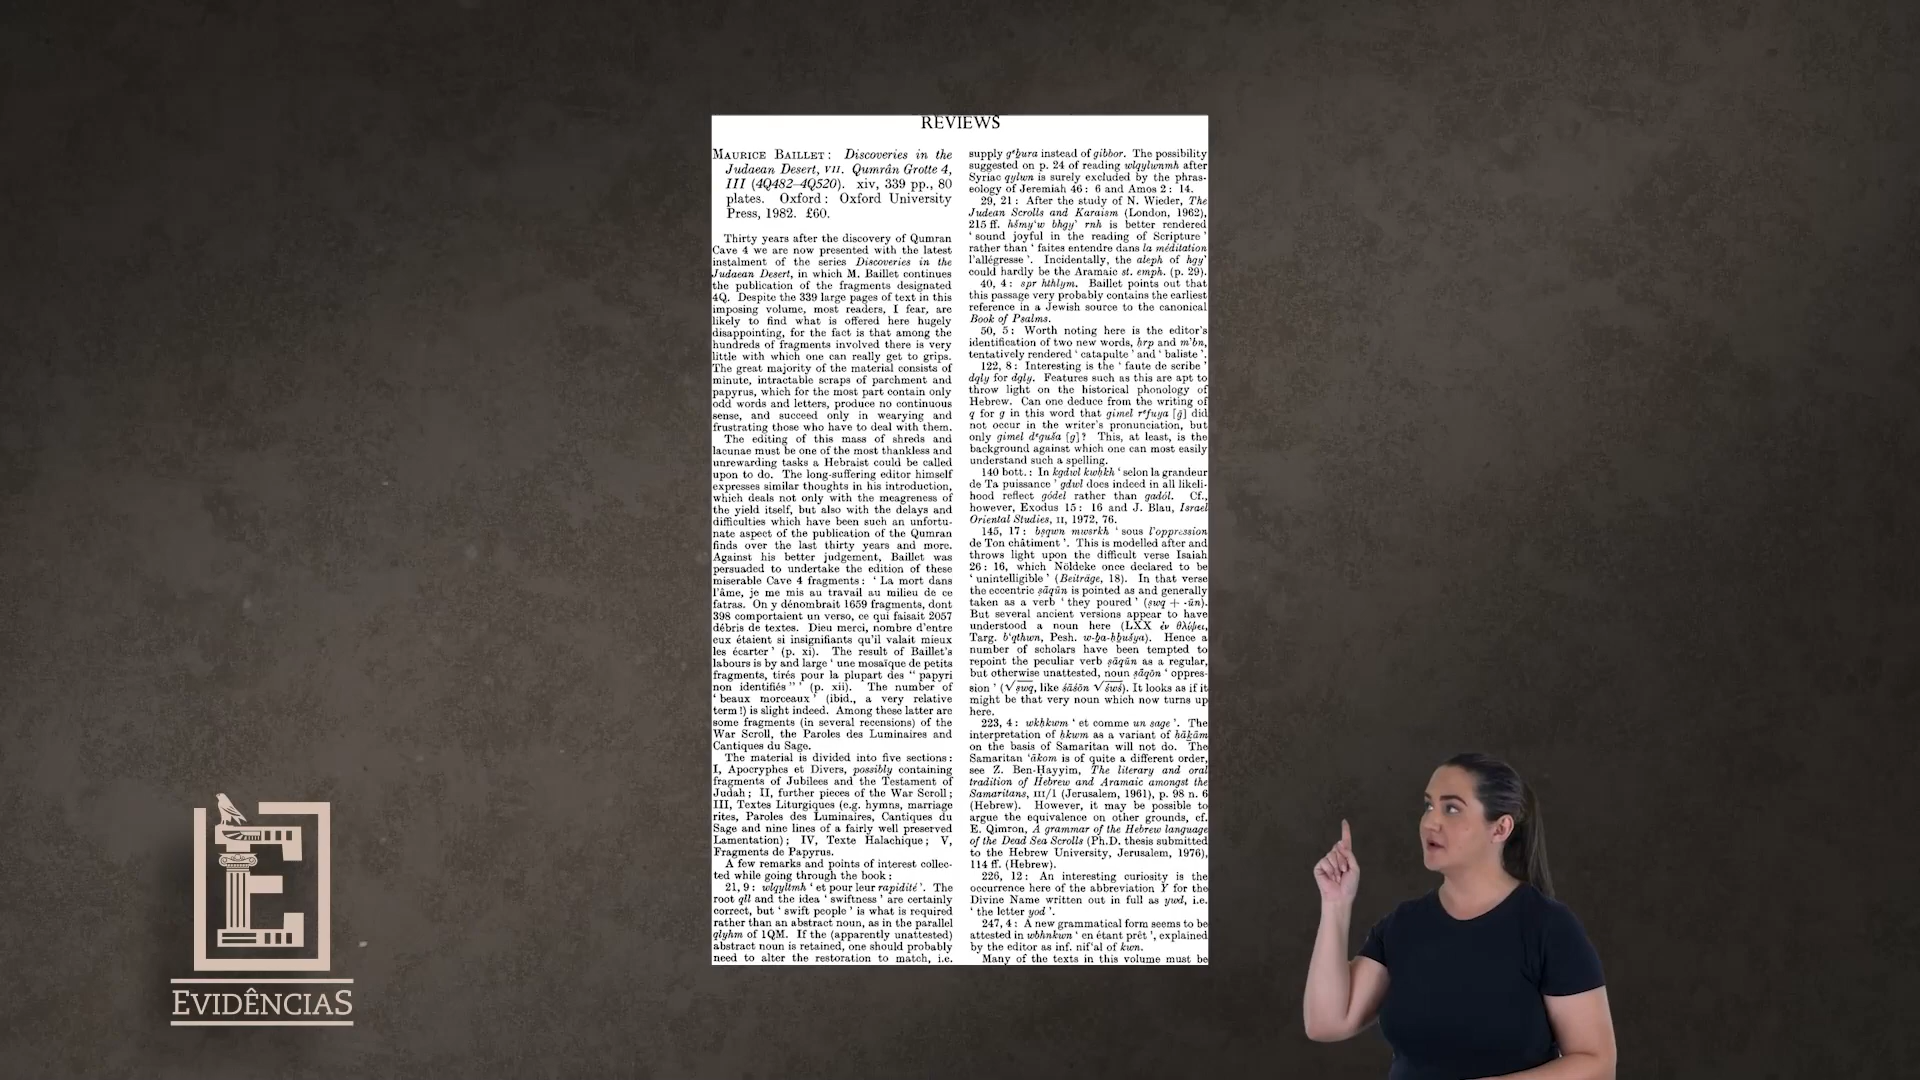 REVIEWS
MAURICE BAILLET: Discoveries in the
Judaean Desert, VII. Qumrân Grotte 4,
III (4Q482–4Q520). xiv, 339 pp., 80
plates. Oxford: Oxford University
Press, 1982. £60.
Thirty years after the discovery of Qumran
Cave 4 we are now presented with the latest
instalment of the series Discoveries in the
Judaean Desert, in which M. Baillet continues
the publication of the fragments designated
4Q. Despite the 339 large pages of text in this
imposing volume, most readers, I fear, are
likely to find what is offered here hugely
disappointing, for the fact is that among the
hundreds of fragments involved there is very
little with which one can really get to grips.
The great majority of the material consists of
minute, intractable scraps of parchment and
papyrus, which for the most part contain only
odd words and letters, produce no continuous
sense, and succeed only in wearying and
frustrating those who have to deal with them.
The editing of this mass of shreds and
lacunae must be one of the most thankless and
unrewarding tasks a Hebraist could be called
upon to do. The long-suffering editor himself
expresses similar thoughts in his introduction,
which deals not only with the meagreness of
the yield itself, but also with the delays and
difficulties which have been such an unfortu-
nate aspect of the publication of the Qumran
finds over the last thirty years and more.
Against his better judgement, Baillet was
persuaded to undertake the edition of these
miserable Cave 4 fragments: ‘ La mort dans
l'âme, je me mis au travail au milieu de ce
fatras. On y dénombrait 1659 fragments, dont
398 comportaient un verso, ce qui faisait 2057
débris de textes. Dieu merci, nombre d'entre
eux étaient si insignifiants qu'il valait mieux
les écarter ’ (p. xi). The result of Baillet's
labours is by and large ‘ une mosaïque de petits
fragments, tirés pour la plupart des “ papyri
non identifiés ” ’ (p. xii). The number of
‘ beaux morceaux ’ (ibid., a very relative
term!) is slight indeed. Among these latter are
some fragments (in several recensions) of the
War Scroll, the Paroles des Luminaires and
Cantiques du Sage.
The material is divided into five sections:
I, Apocryphes et Divers, possibly containing
fragments of Jubilees and the Testament of
Judah; II, further pieces of the War Scroll;
III, Textes Liturgiques (e.g. hymns, marriage
rites, Paroles des Luminaires, Cantiques du
Sage and nine lines of a fairly well preserved
Lamentation); IV, Texte Halachique; V,
Fragments de Papyrus.
A few remarks and points of interest collec-
ted while going through the book:
21, 9: wlqyltmh ‘ et pour leur rapidité ’. The
root qll and the idea ‘ swiftness ’ are certainly
correct, but ‘ swift people ’ is what is required
rather than an abstract noun, as in the parallel
qlyhm of 1QM. If the (apparently unattested)
abstract noun is retained, one should probably
need to alter the restoration to match, i.e.
supply gᵉḇura instead of gibbor. The possibility
suggested on p. 24 of reading wlqylwnmh after
Syriac qylwn is surely excluded by the phras-
eology of Jeremiah 46: 6 and Amos 2: 14.
29, 21: After the study of N. Wieder, The
Judean Scrolls and Karaism (London, 1962),
215 ff. hšmy'w bhgy' rnh is better rendered
‘ sound joyful in the reading of Scripture ’
rather than ‘ faites entendre dans la méditation
l'allégresse ’. Incidentally, the aleph of hgy'
could hardly be the Aramaic st. emph. (p. 29).
40, 4: spr hthlym. Baillet points out that
this passage very probably contains the earliest
reference in a Jewish source to the canonical
Book of Psalms.
50, 5: Worth noting here is the editor's
identification of two new words, ḥrp and m'bn,
tentatively rendered ‘ catapulte ’ and ‘ baliste ’.
122, 8: Interesting is the ‘ faute de scribe ’
dqly for dgly. Features such as this are apt to
throw light on the historical phonology of
Hebrew. Can one deduce from the writing of
q for g in this word that gimel rᵉfuya [ḡ] did
not occur in the writer's pronunciation, but
only gimel dᵉguša [g]? This, at least, is the
background against which one can most easily
understand such a spelling.
140 bott.: In kgdwl kwḥkh ‘ selon la grandeur
de Ta puissance ’ gdwl does indeed in all likeli-
hood reflect gódel rather than gadól. Cf.,
however, Exodus 15: 16 and J. Blau, Israel
Oriental Studies, II, 1972, 76.
145, 17: bṣqwn mwsrkh ‘ sous l'oppression
de Ton châtiment ’. This is modelled after and
throws light upon the difficult verse Isaiah
26: 16, which Nöldeke once declared to be
‘ unintelligible ’ (Beiträge, 18). In that verse
the eccentric ṣāqūn is pointed as and generally
taken as a verb ‘ they poured ’ (ṣwq + -ūn).
But several ancient versions appear to have
understood a noun here (LXX ἐν θλίψει,
Targ. b'qthwn, Pesh. w-ḇa-ḥḇušya). Hence a
number of scholars have been tempted to
repoint the peculiar verb ṣāqūn as a regular,
but otherwise unattested, noun ṣāqōn ‘ oppres-
sion ’ (√ṣwq, like śāśōn √śwś). It looks as if it
might be that very noun which now turns up
here.
223, 4: wkḥkwm ‘ et comme un sage ’. The
interpretation of ḥkwm as a variant of ḥāḵām
on the basis of Samaritan will not do. The
Samaritan 'ākom is of quite a different order,
see Z. Ben-Ḥayyim, The literary and oral
tradition of Hebrew and Aramaic amongst the
Samaritans, III/1 (Jerusalem, 1961), p. 98 n. 6
(Hebrew). However, it may be possible to
argue the equivalence on other grounds, cf.
E. Qimron, A grammar of the Hebrew language
of the Dead Sea Scrolls (Ph.D. thesis submitted
to the Hebrew University, Jerusalem, 1976),
114 ff. (Hebrew).
226, 12: An interesting curiosity is the
occurrence here of the abbreviation Y for the
Divine Name written out in full as ywd, i.e.
‘ the letter yod ’.
247, 4: A new grammatical form seems to be
attested in wbhnkwn ‘ en étant prêt ’, explained
by the editor as inf. nif'al of kwn.
Many of the texts in this volume must be
E
EVIDÊNCIAS